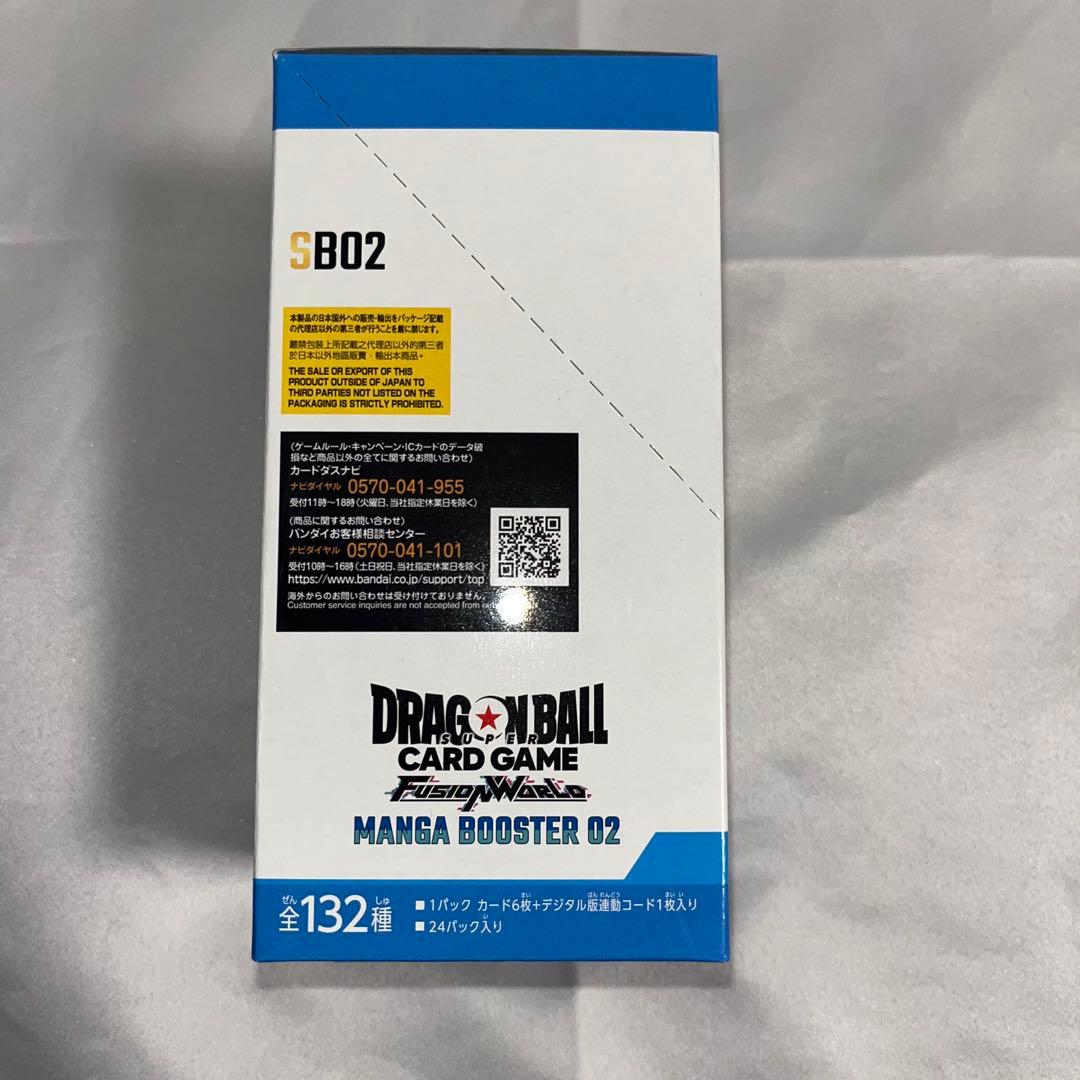 SB02
本製品の日本国外への販売・輸出をパッケージ記載
の代理店以外の第三者が行うことを厳に禁じます。
嚴禁包裝上所記載之代理店以外的第三者
於日本以外地區販賣、輸出本商品。
THE SALE OR EXPORT OF THIS
PRODUCT OUTSIDE OF JAPAN TO
THIRD PARTIES NOT LISTED ON THE
PACKAGING IS STRICTLY PROHIBITED.
(ゲームルール・キャンペーン・ICカードのデータ破
損など商品以外の全てに関するお問い合わせ)
カードダスナビ
ナビダイヤル 0570-041-955
受付11時〜18時(火曜日、当社指定休業日を除く)
(商品に関するお問い合わせ)
バンダイお客様相談センター
ナビダイヤル 0570-041-101
受付10時〜16時(土日祝日、当社指定休業日を除く)
https://www.bandai.co.jp/support/top
海外からのお問い合わせは受け付けておりません。
Customer service inquiries are not accepted from
DRAGON BALL
SUPER
CARD GAME
FUSION WORLD
MANGA BOOSTER 02
ぜん しゅ
全132種
まい ばんれんどう まいい
■ 1パック カード6枚+デジタル版連動コード1枚入り
い
■ 24パック入り